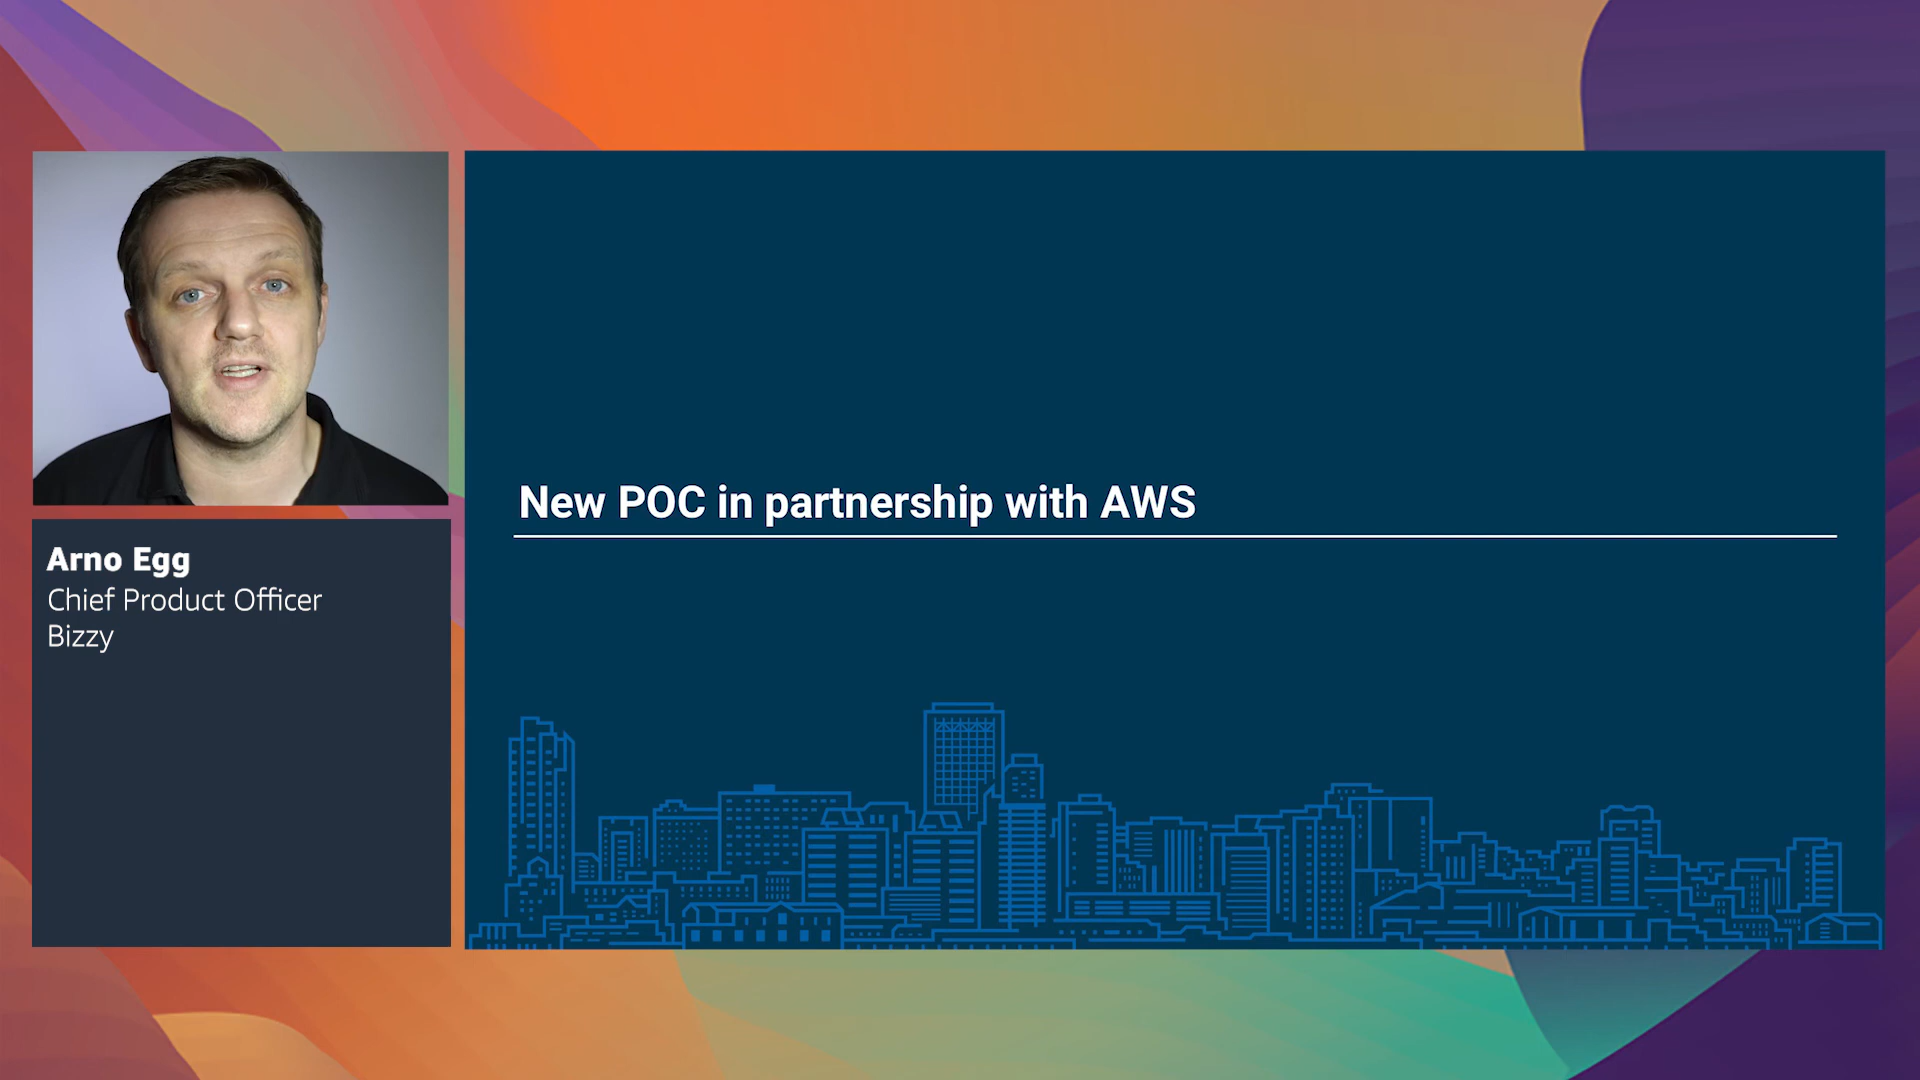 New POC in partnership with AWS
Arno Egg
Chief Product Officer
Bizzy